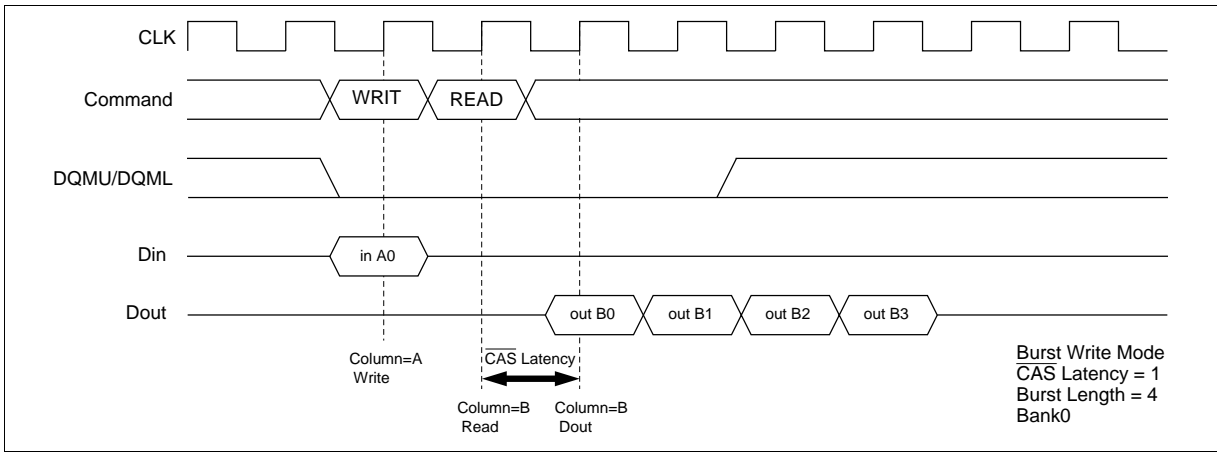 CLK
Command
WRIT
READ
DQMU/DQML
Din
in A0
Dout
out B0
out B1
out B2
out B3
Column=A
Write
CAS Latency
Column=B
Read
Column=B
Dout
Burst Write Mode
CAS Latency = 1
Burst Length = 4
Bank0